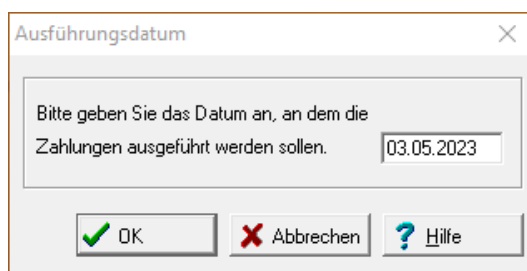 Ausführungsdatum
Bitte geben Sie das Datum an, an dem die
Zahlungen ausgeführt werden sollen. 03.05.2023
OK Abbrechen Hilfe